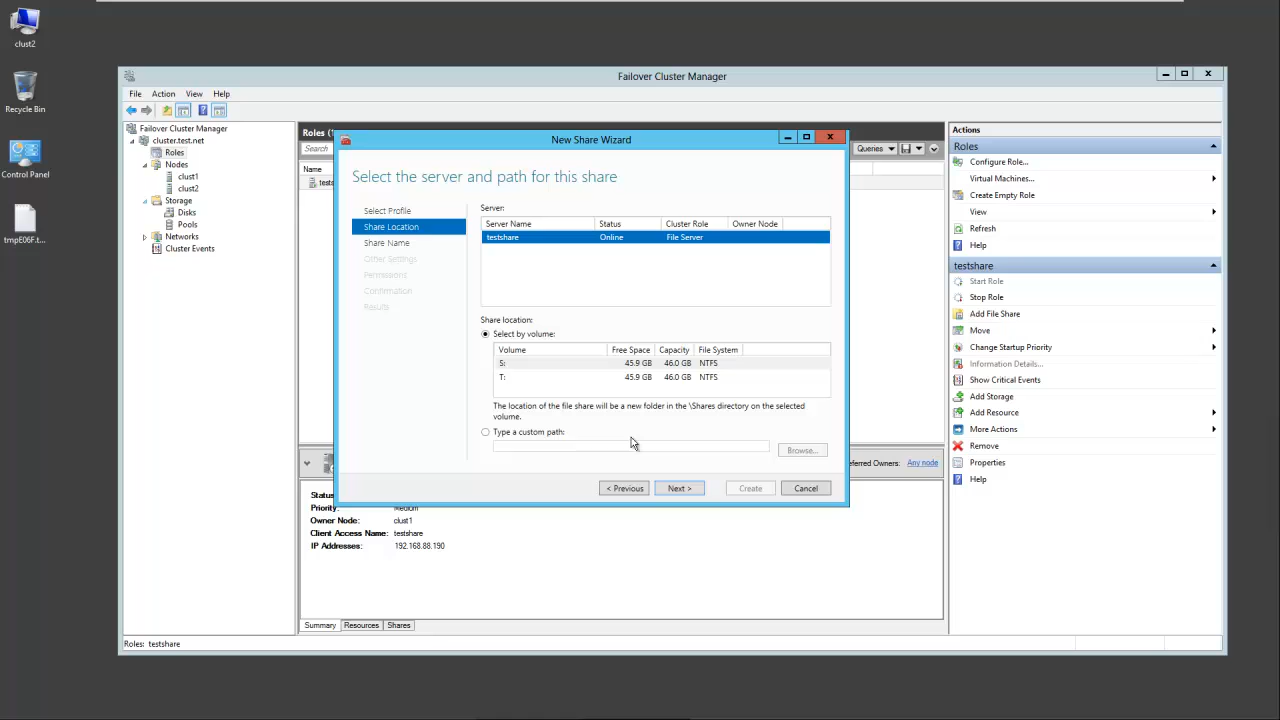 clust2
Recycle Bin
Control Panel
tmpE06F.t...
Failover Cluster Manager
File Action View Help
Failover Cluster Manager
cluster.test.net
Roles
Nodes
clust1
clust2
Storage
Disks
Pools
Networks
Cluster Events
Roles (1
Search
Queries
Name
tests
New Share Wizard
Select the server and path for this share
Select Profile
Share Location
Share Name
Other Settings
Permissions
Confirmation
Results
Server:
Server Name Status Cluster Role Owner Node
testshare Online File Server
Share location:
Select by volume:
Volume Free Space Capacity File System
S: 45.9 GB 46.0 GB NTFS
T: 45.9 GB 46.0 GB NTFS
The location of the file share will be a new folder in the \Shares directory on the selected
volume.
Type a custom path:
Browse...
< Previous Next > Create Cancel
eferred Owners: Any node
Status
Priority: Medium
Owner Node: clust1
Client Access Name: testshare
IP Addresses: 192.168.88.190
Summary Resources Shares
Roles: testshare
Actions
Roles
Configure Role...
Virtual Machines...
Create Empty Role
View
Refresh
Help
testshare
Start Role
Stop Role
Add File Share
Move
Change Startup Priority
Information Details...
Show Critical Events
Add Storage
Add Resource
More Actions
Remove
Properties
Help